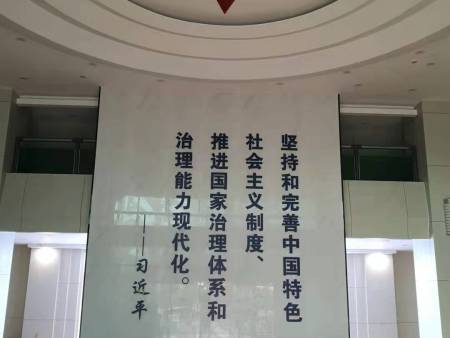 坚持和完善中国特色
社会主义制度、
推进国家治理体系和
治理能力现代化。
——习近平